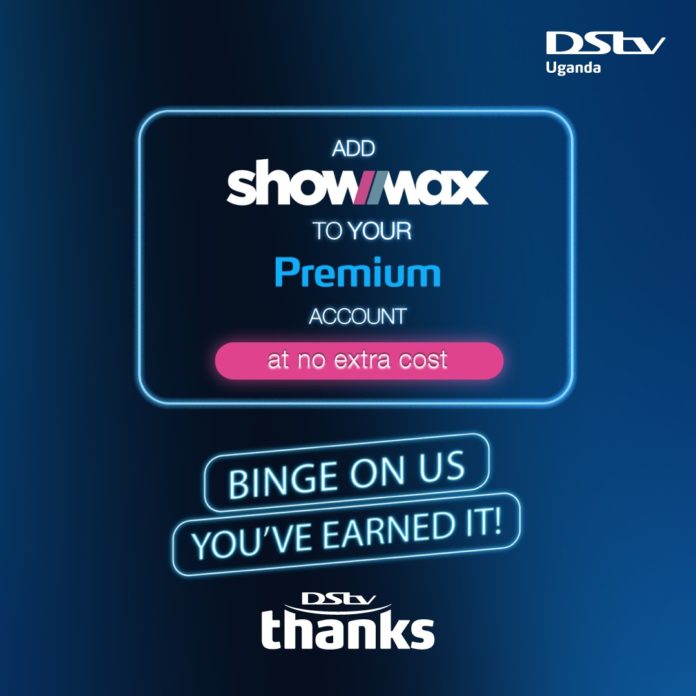 DStv
Uganda
ADD
showmax
TO YOUR
Premium
ACCOUNT
at no extra cost
BINGE ON US
YOU'VE EARNED IT!
DStv
thanks